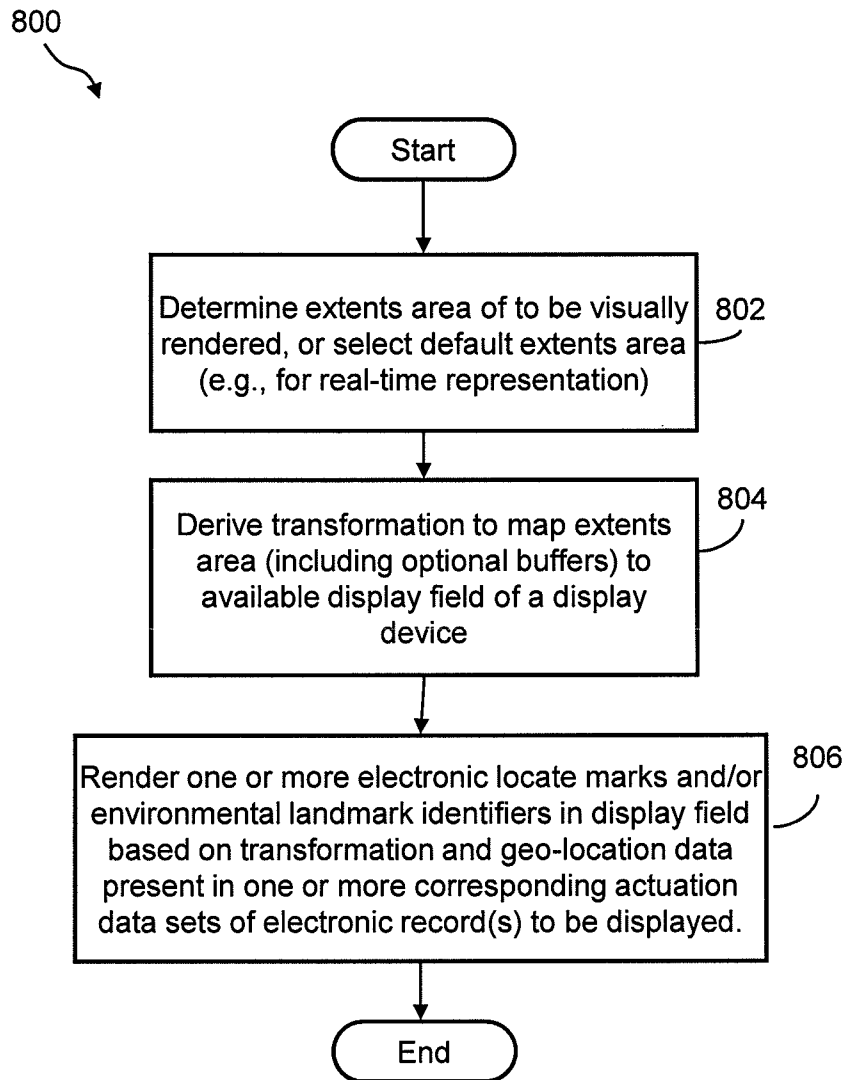 800
Start
Determine extents area of to be visually
rendered, or select default extents area
(e.g., for real-time representation)
802
Derive transformation to map extents
area (including optional buffers) to
available display field of a display
device
804
Render one or more electronic locate marks and/or
environmental landmark identifiers in display field
based on transformation and geo-location data
present in one or more corresponding actuation
data sets of electronic record(s) to be displayed.
806
End